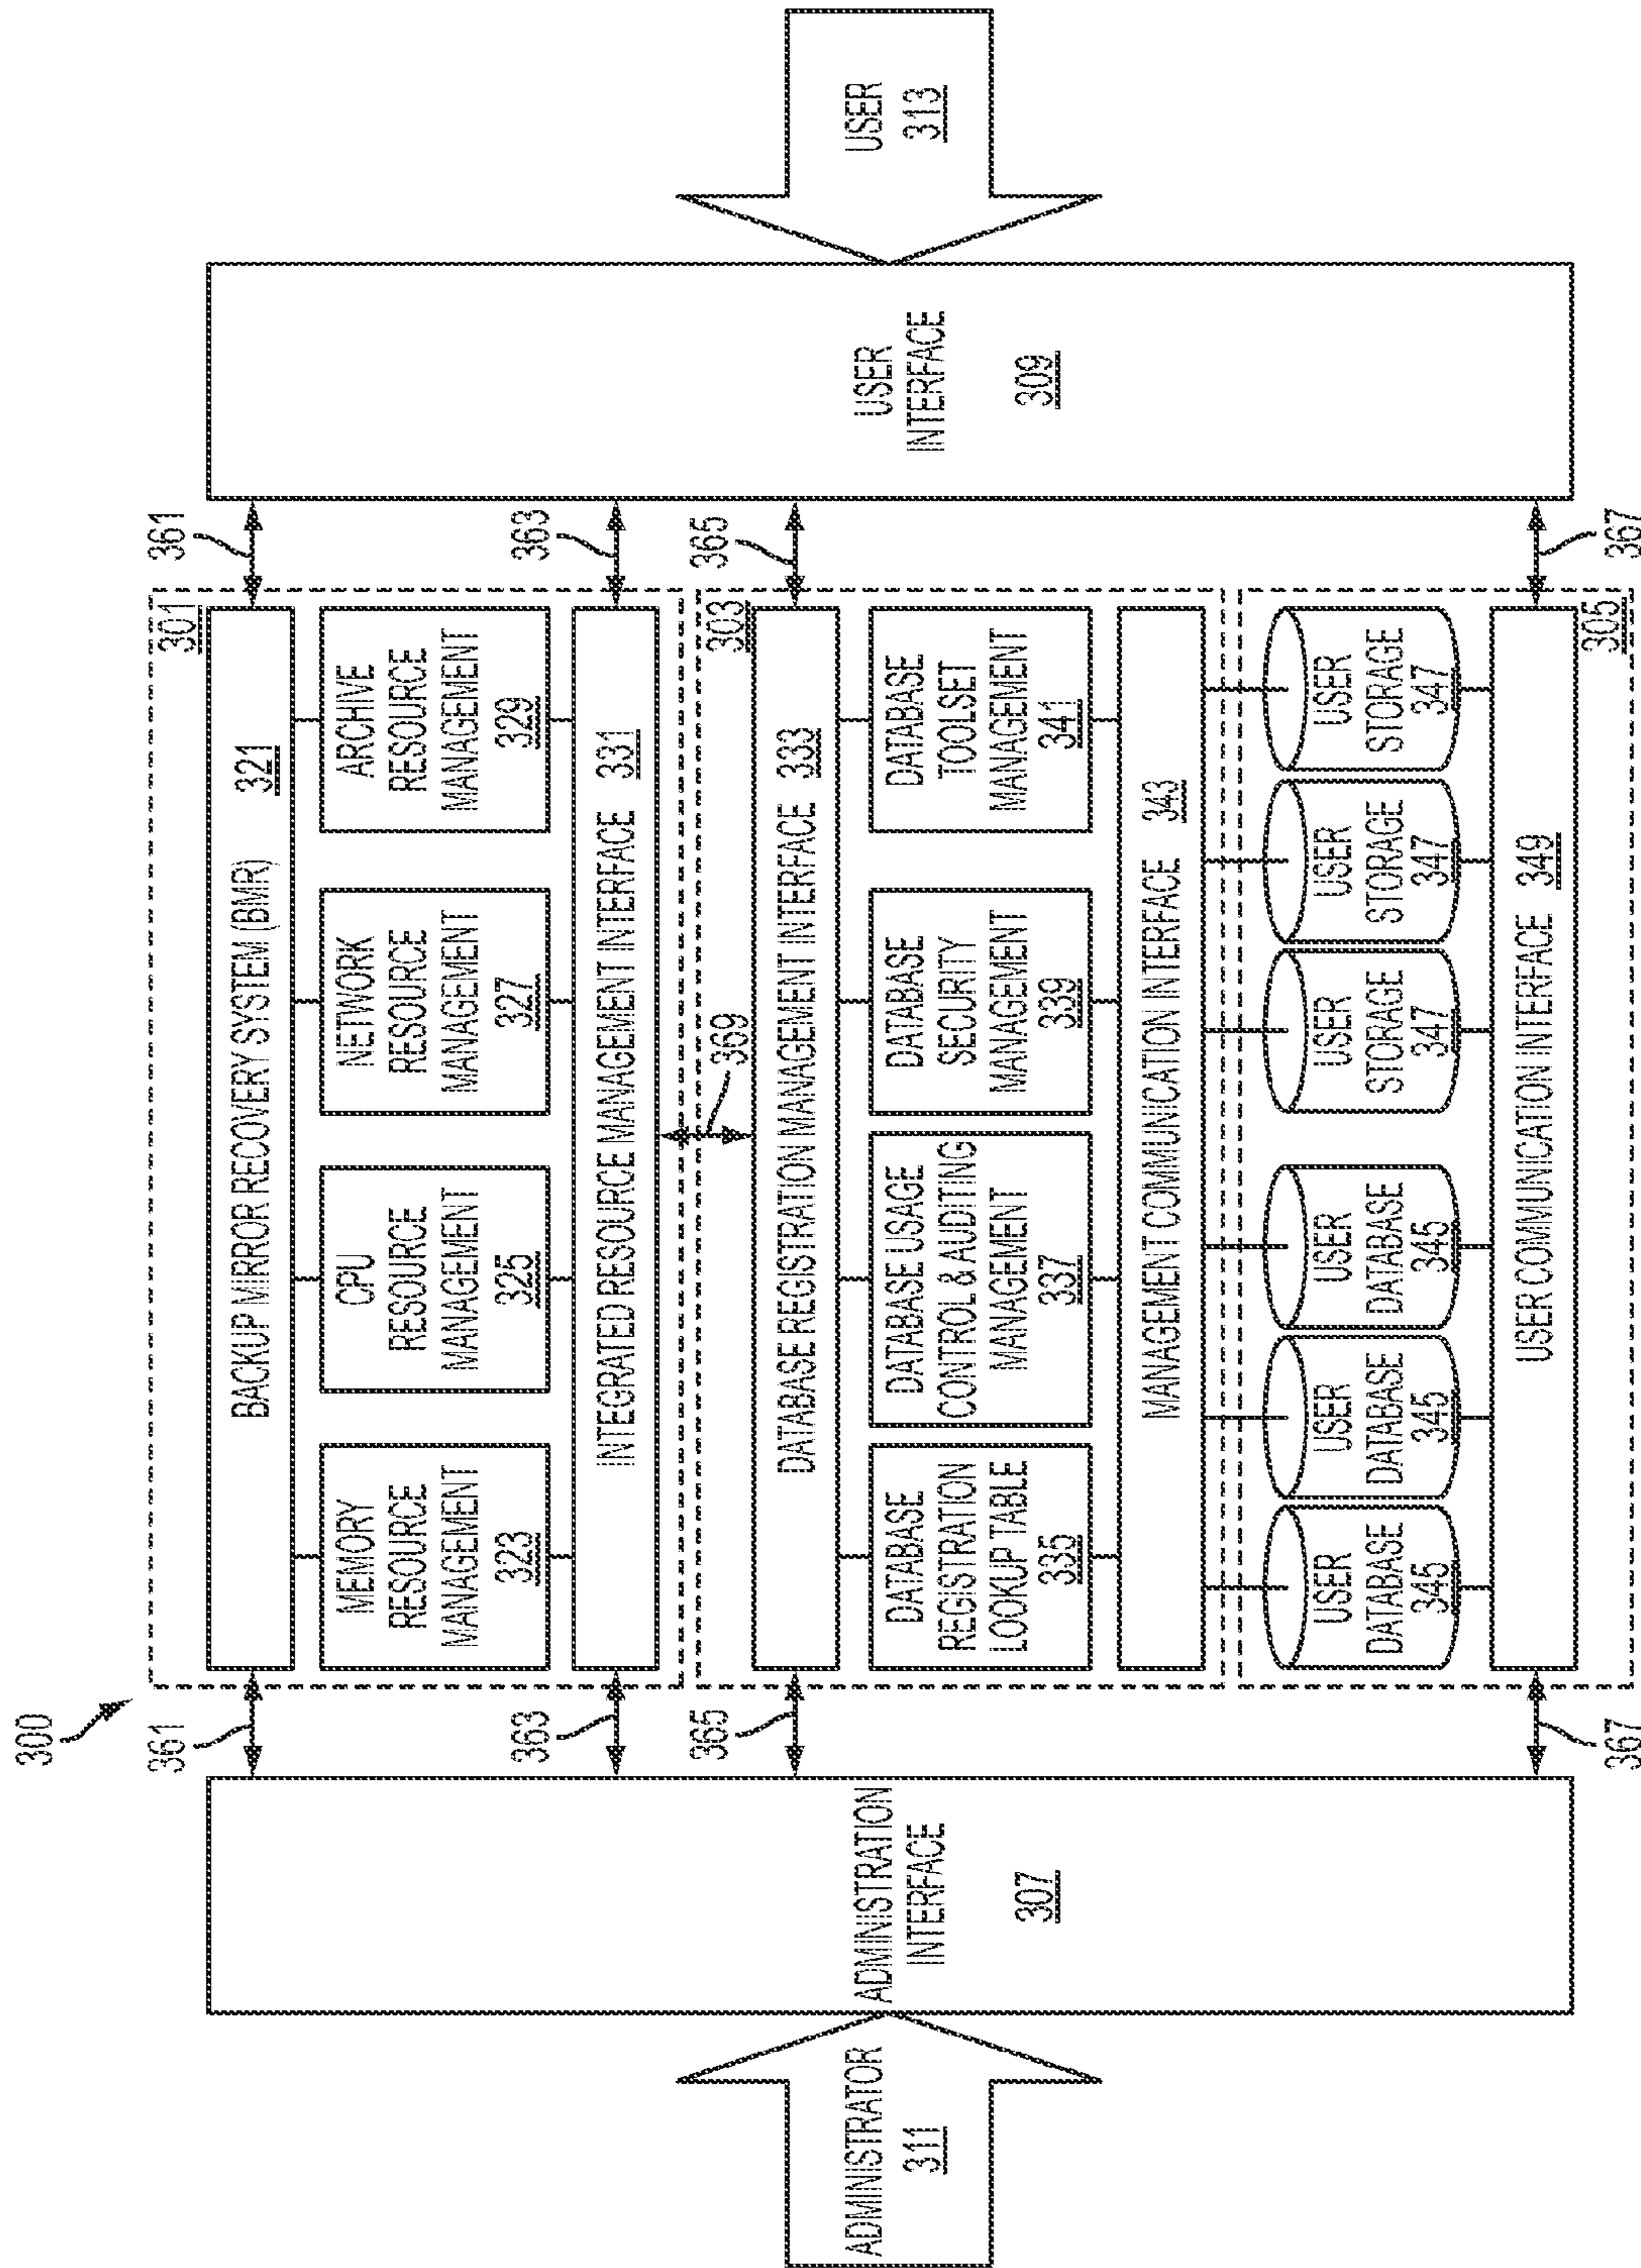 300
361
361
301
BACKUP MIRROR RECOVERY SYSTEM (BMR) 321
MEMORY
RESOURCE
MANAGEMENT
323
CPU
RESOURCE
MANAGEMENT
325
NETWORK
RESOURCE
MANAGEMENT
327
ARCHIVE
RESOURCE
MANAGEMENT
329
363
363
INTEGRATED RESOURCE MANAGEMENT INTERFACE 331
369
365
365
303
DATABASE REGISTRATION MANAGEMENT INTERFACE 333
DATABASE
REGISTRATION
LOOKUP TABLE
335
DATABASE USAGE
CONTROL & AUDITING
MANAGEMENT
337
DATABASE
SECURITY
MANAGEMENT
339
DATABASE
TOOLSET
MANAGEMENT
341
MANAGEMENT COMMUNICATION INTERFACE 343
USER
DATABASE
345
USER
DATABASE
345
USER
DATABASE
345
USER
STORAGE
347
USER
STORAGE
347
USER
STORAGE
347
USER COMMUNICATION INTERFACE 349
305
367
367
ADMINISTRATOR
311
ADMINISTRATION
INTERFACE
307
USER
INTERFACE
309
USER
313